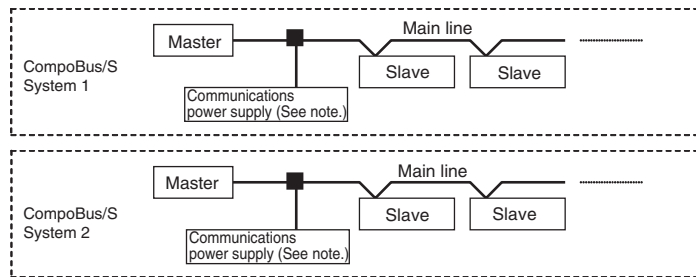 Main line
Master
CompoBus/S
System 1
Slave
Slave
Communications
power supply (See note.)
Main line
Master
CompoBus/S
System 2
Slave
Slave
Communications
power supply (See note.)